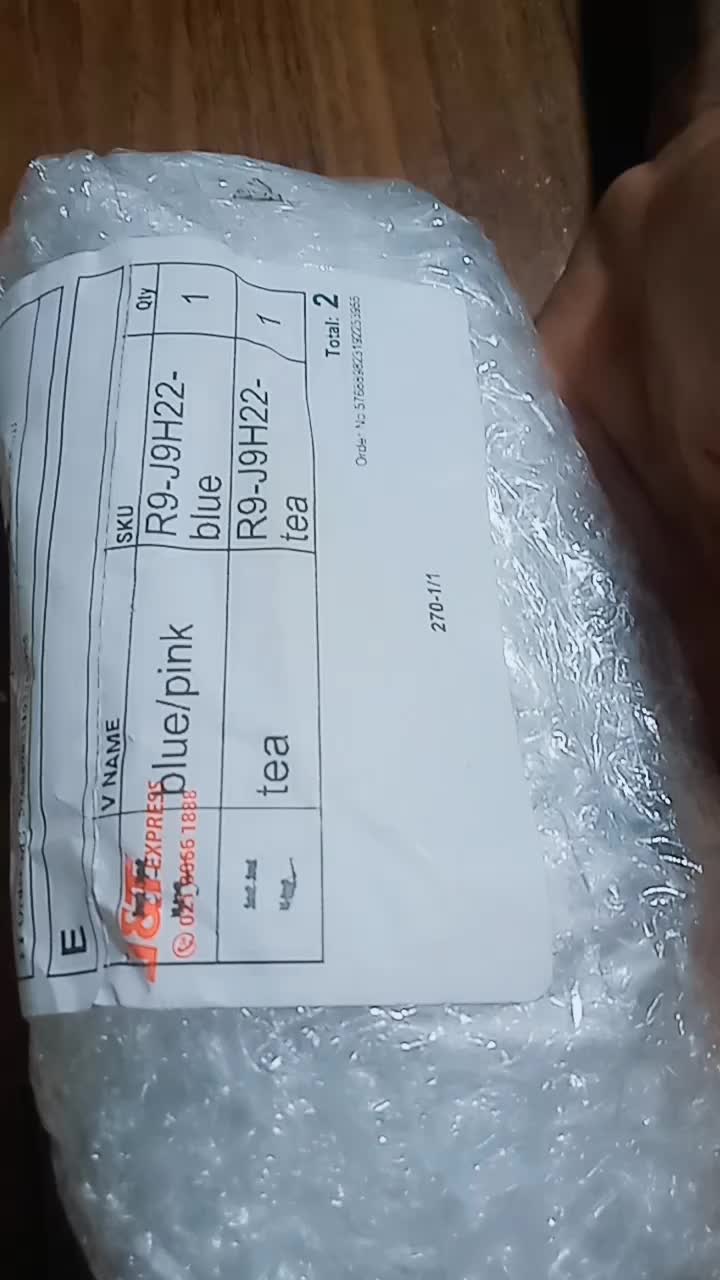 E
V NAME SKU Qty
blue/pink R9-J9H22- 1
blue
tea R9-J9H22- 1
tea
J&T EXPRESS
021 8066 1888
Total: 2
270-1/1